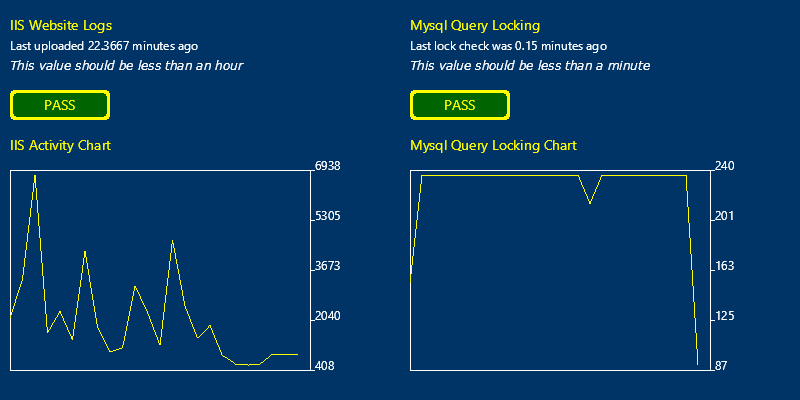 IIS Website Logs
Last uploaded 22.3667 minutes ago
This value should be less than an hour
PASS
IIS Activity Chart
6938
5305
3673
2040
408
Mysql Query Locking
Last lock check was 0.15 minutes ago
This value should be less than a minute
PASS
Mysql Query Locking Chart
240
201
163
125
87